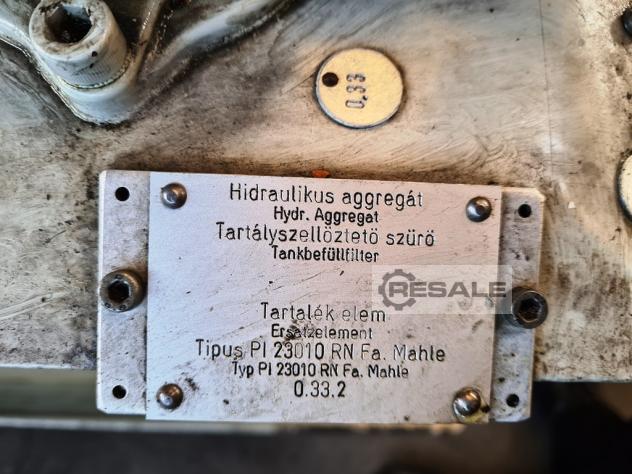 0.33
Hidraulikus aggregát
Hydr. Aggregat
Tartályszellöztetö szürö
Tankbefüllfilter
RESALE
Tartalék elem
Ersatzelement
Tipus PI 23010 RN Fa. Mahle
Typ PI 23010 RN Fa. Mahle
0.33.2